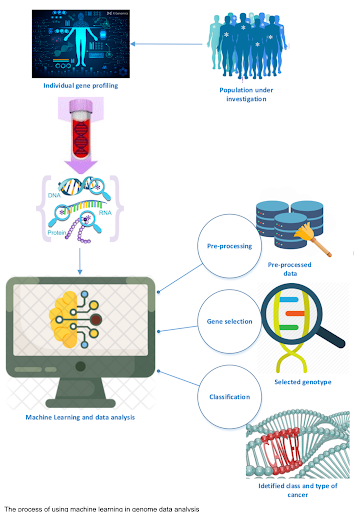 Individual gene profiling
Population under
investigation
DNA
RNA
Protein
Pre-processing
Pre-processed
data
Gene selection
Selected genotype
Classification
Machine Learning and data analysis
CANCER
Idetified class and type of
cancer
The process of using machine learning in genome data analysis